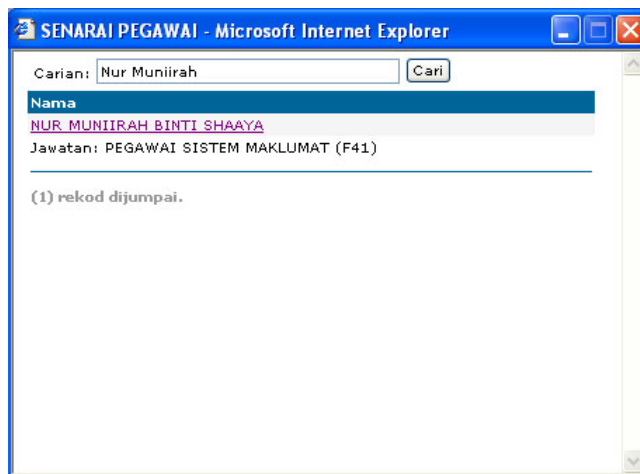 SENARAI PEGAWAI - Microsoft Internet Explorer
Carian: Nur Muniirah Cari
Nama
NUR MUNIIRAH BINTI SHAAYA
Jawatan: PEGAWAI SISTEM MAKLUMAT (F41)
(1) rekod dijumpai.